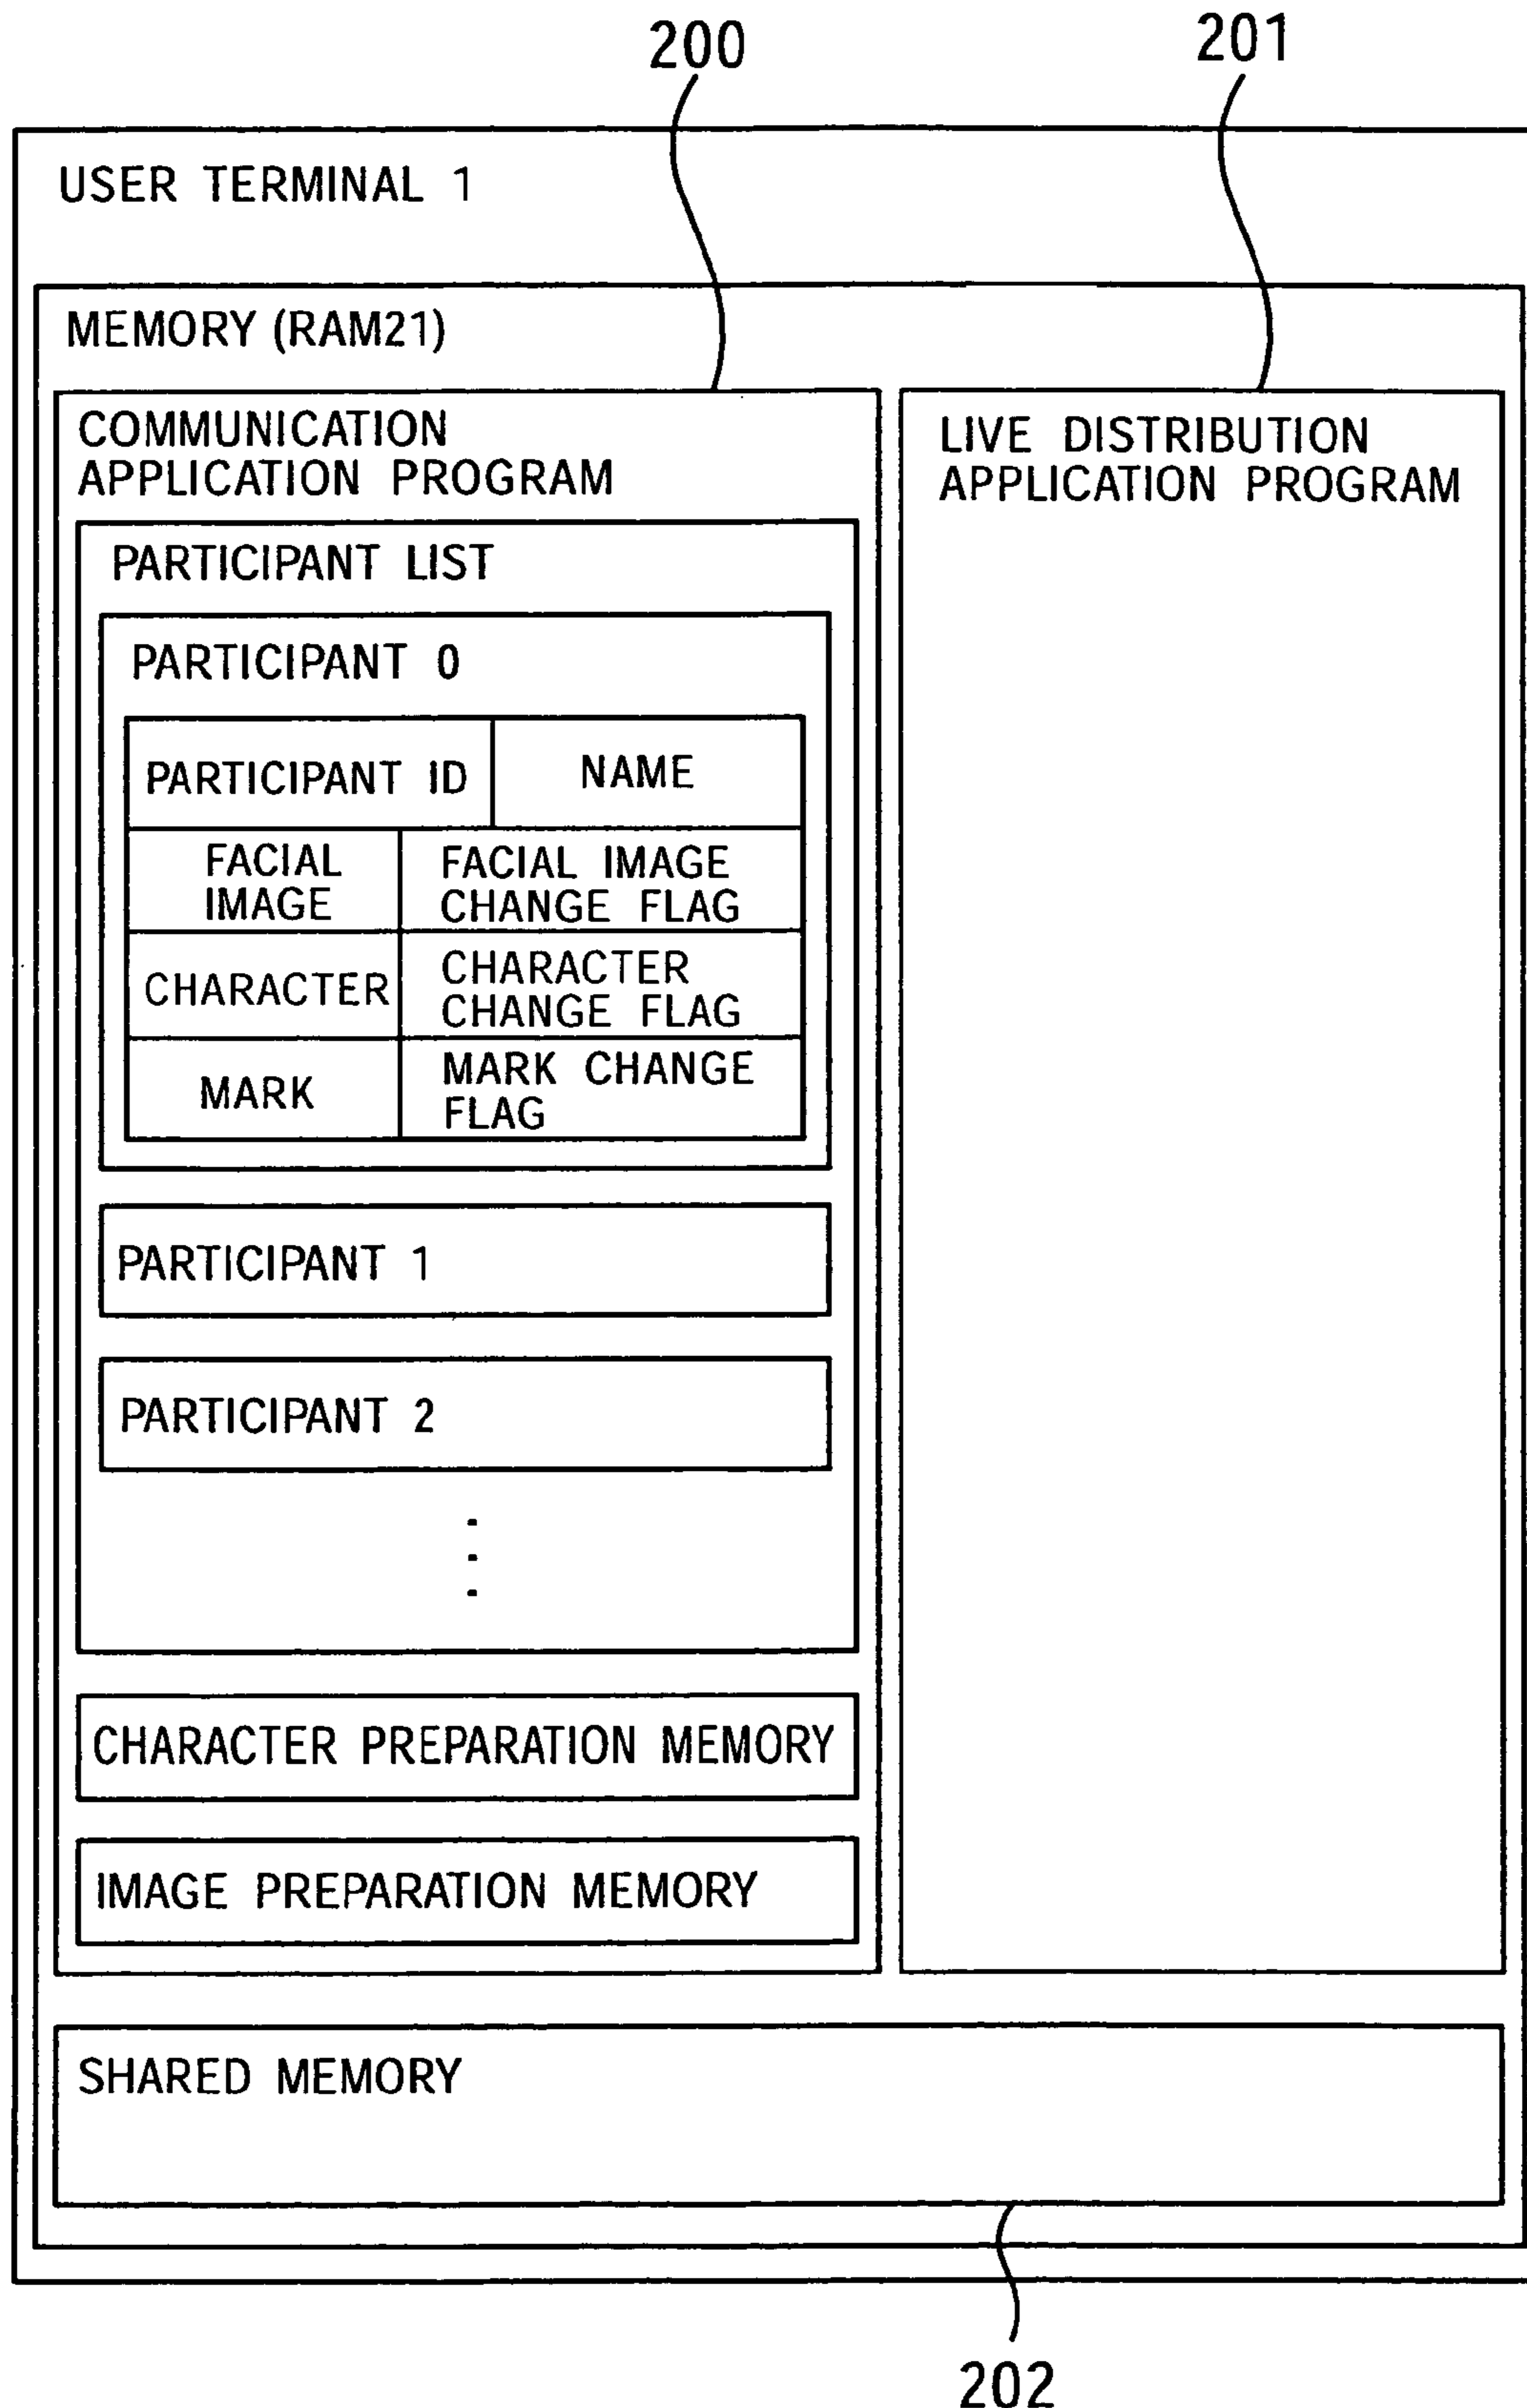 200
201
USER TERMINAL 1
MEMORY (RAM21)
COMMUNICATION
APPLICATION PROGRAM
LIVE DISTRIBUTION
APPLICATION PROGRAM
PARTICIPANT LIST
PARTICIPANT 0
PARTICIPANT ID
NAME
FACIAL
IMAGE
FACIAL IMAGE
CHANGE FLAG
CHARACTER
CHARACTER
CHANGE FLAG
MARK
MARK CHANGE
FLAG
PARTICIPANT 1
PARTICIPANT 2
CHARACTER PREPARATION MEMORY
IMAGE PREPARATION MEMORY
SHARED MEMORY
202